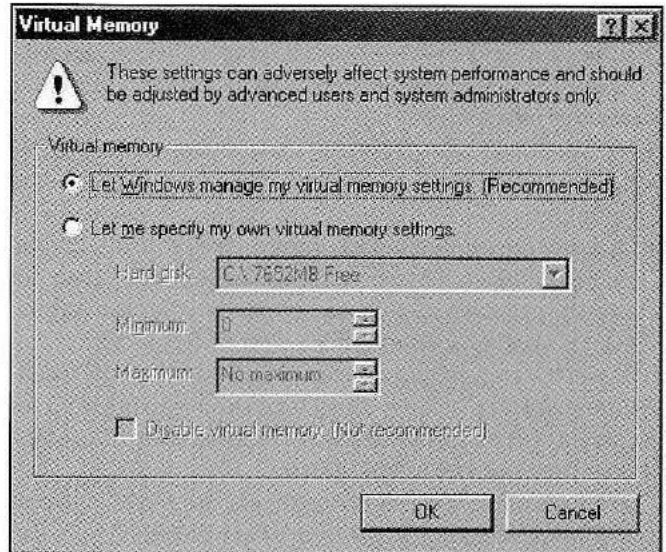 Virtual Memory
These settings can adversely affect system performance and should
be adjusted by advanced users and system administrators only.
Virtual memory
Let Windows manage my virtual memory settings. (Recommended)
Let me specify my own virtual memory settings.
Hard disk: C:\ 7652MB Free
Minimum: 0
Maximum: No maximum
Disable virtual memory. (Not recommended)
OK Cancel